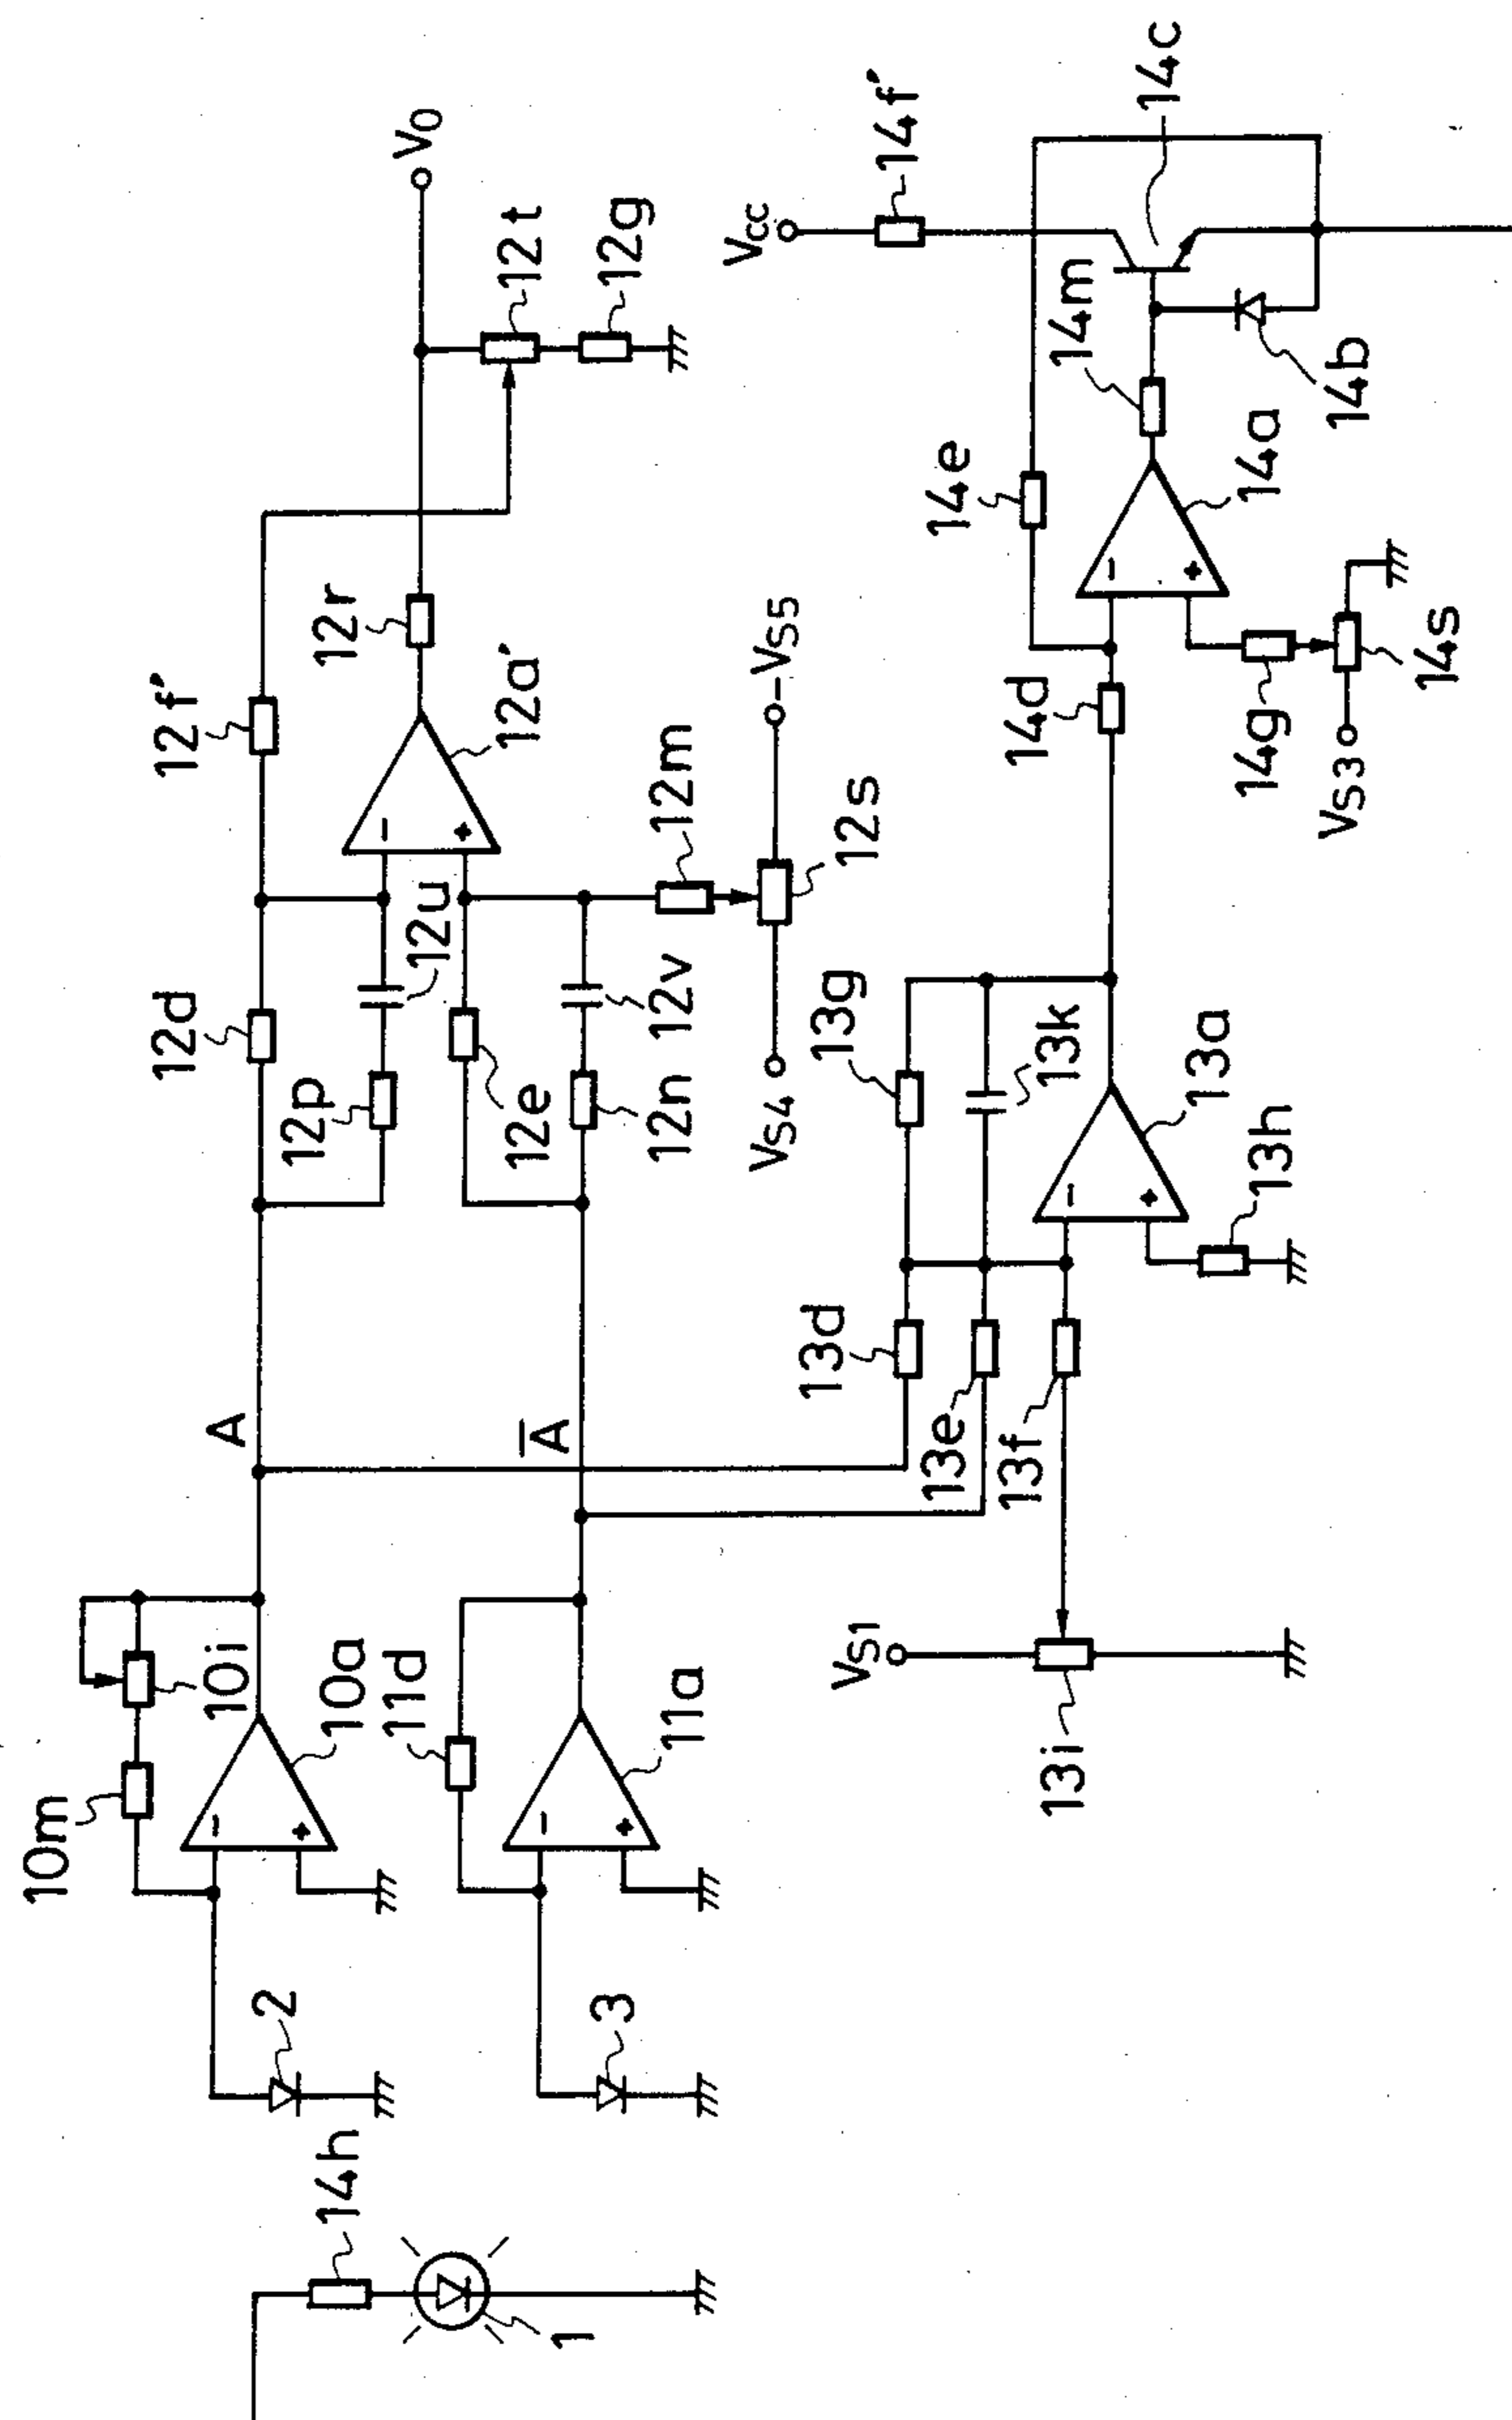 10m
10i
10a
2
A
12d
12p
12u
12f'
12a'
12r
V0
12t
12g
14h
1
3
11d
11a
A̅
12e
12n
12v
12m
12s
VS4
-VS5
VS1
13i
13d
13e
13f
13g
13k
13a
13h
14d
14e
14g
14s
VS3
14a
14m
14b
14c
14f'
Vcc